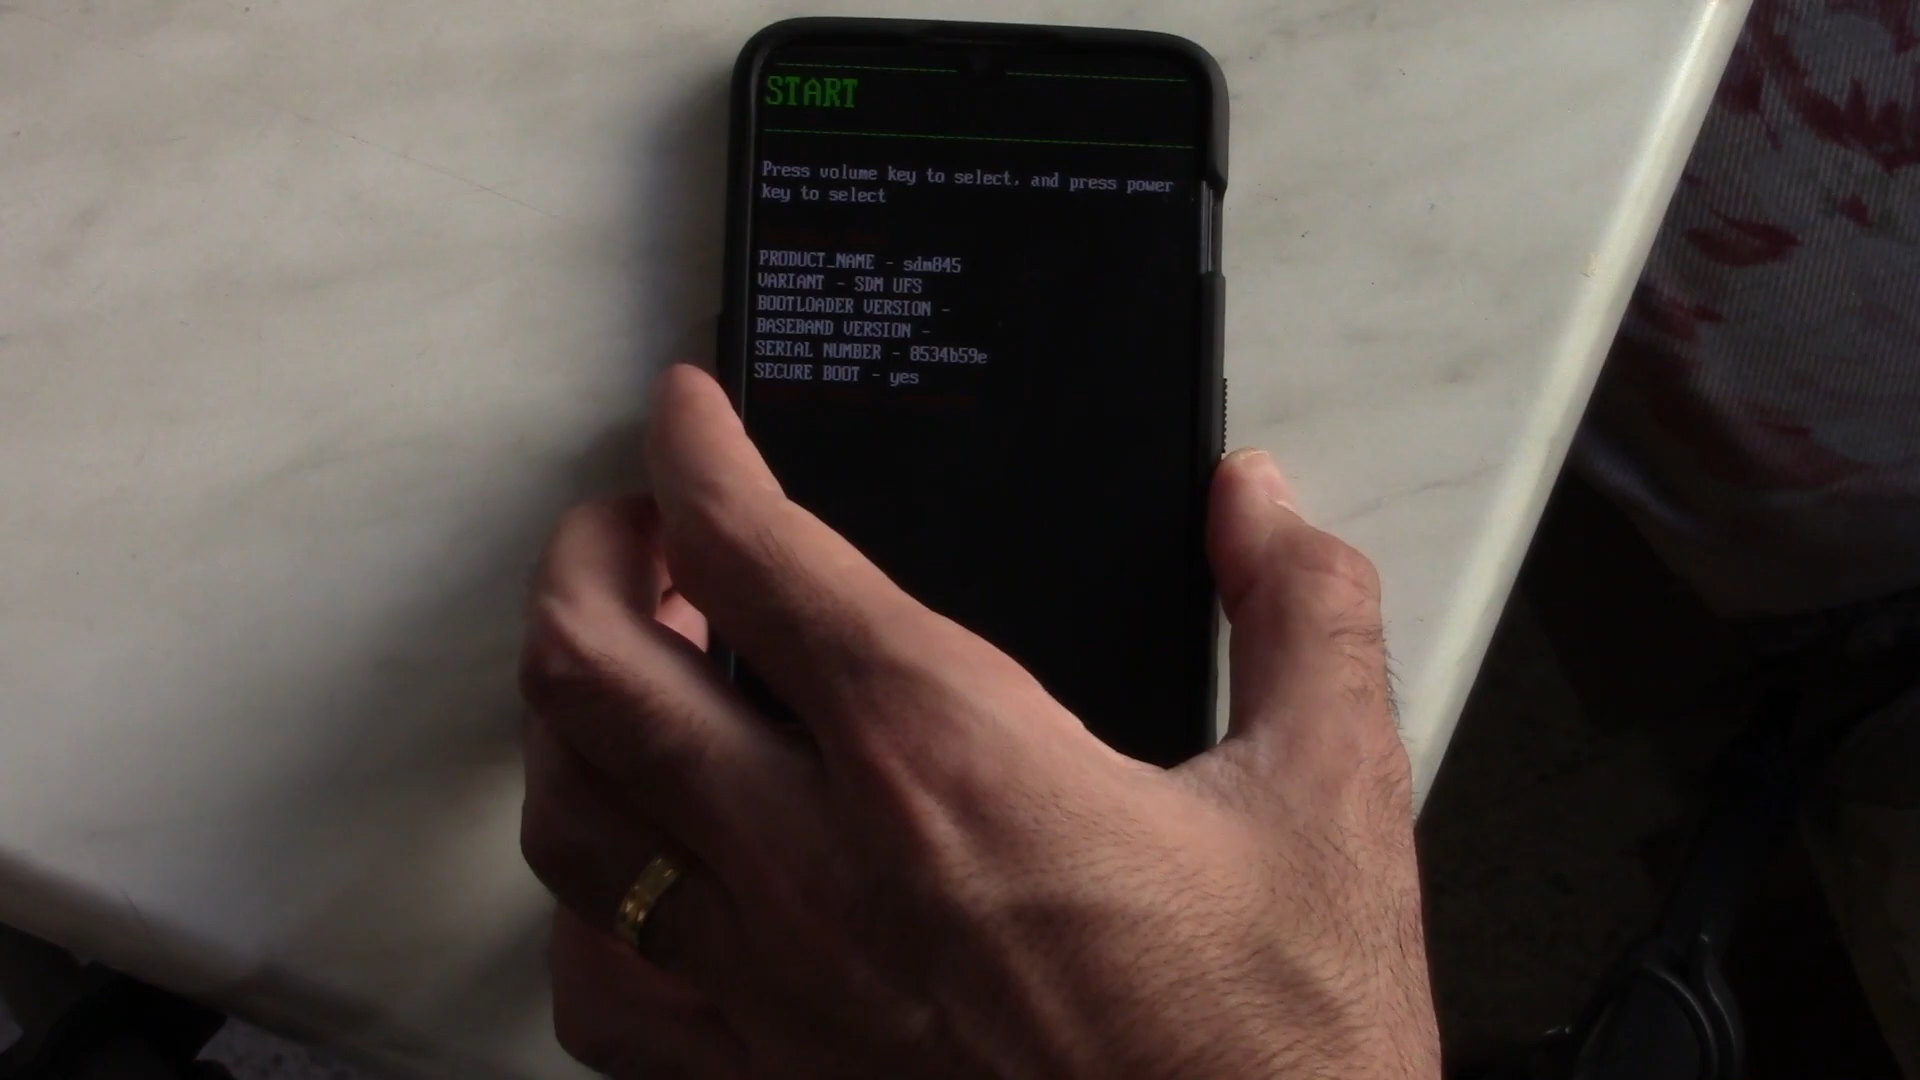 START
Press volume key to select, and press power
key to select
PRODUCT_NAME - sdm845
VARIANT - SDM UFS
BOOTLOADER VERSION -
BASEBAND VERSION -
SERIAL NUMBER - 8534b59e
SECURE BOOT - yes